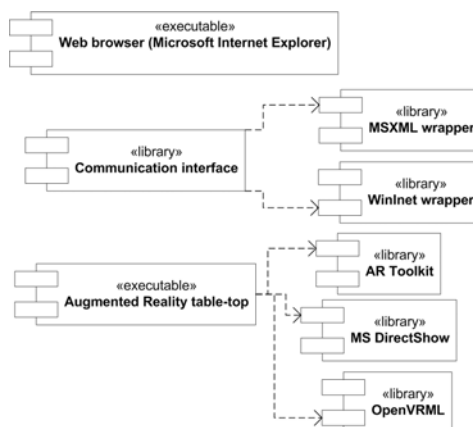 «executable»
Web browser (Microsoft Internet Explorer)
«library»
MSXML wrapper
«library»
Communication interface
«library»
WinInet wrapper
«library»
AR Toolkit
«executable»
Augmented Reality table-top
«library»
MS DirectShow
«library»
OpenVRML